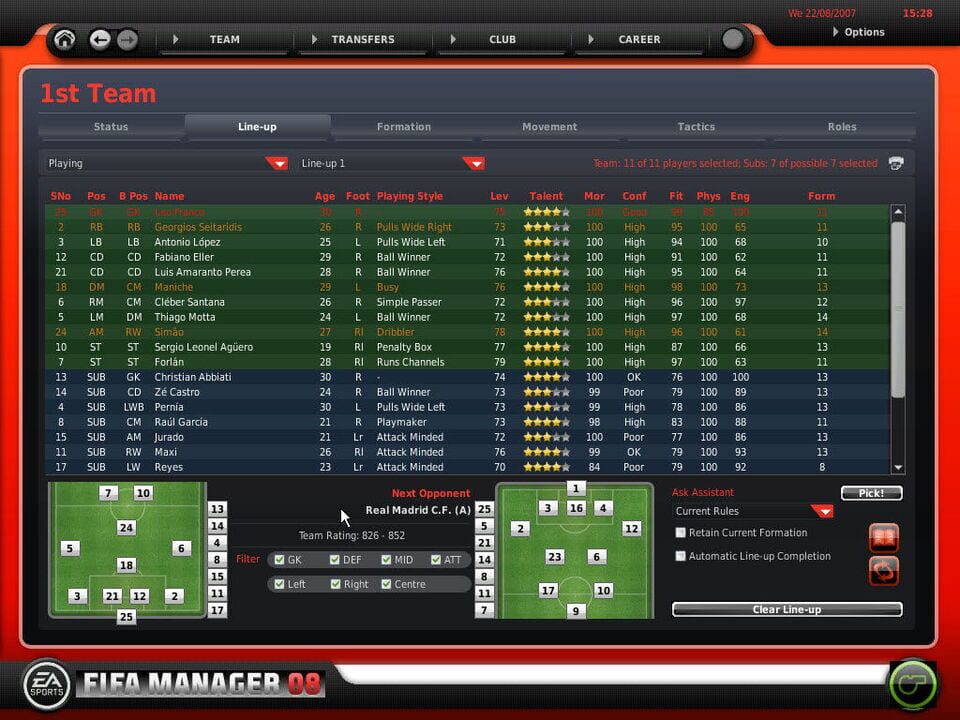 We 22/08/2007 15:28
TEAM TRANSFERS CLUB CAREER Options
1st Team
Status Line-up Formation Movement Tactics Roles
Playing Line-up 1 Team: 11 of 11 players selected; Subs: 7 of possible 7 selected
SNo Pos B Pos Name Age Foot Playing Style Lev Talent Mor Conf Fit Phys Eng Form
25 GK GK Leo Franco 30 R - 75 100 Good 99 85 100 11
2 RB RB Georgios Seitaridis 26 R Pulls Wide Right 73 100 High 95 100 65 11
3 LB LB Antonio López 25 L Pulls Wide Left 71 100 High 94 100 68 10
12 CD CD Fabiano Eller 29 R Ball Winner 72 100 High 91 100 62 11
21 CD CD Luis Amaranto Perea 28 R Ball Winner 76 100 High 95 100 64 11
18 DM CM Maniche 29 L Busy 76 100 High 98 100 73 13
6 RM CM Cléber Santana 26 R Simple Passer 72 100 High 96 100 97 12
5 LM DM Thiago Motta 24 L Ball Winner 72 100 High 97 100 68 14
24 AM RW Simão 27 Rl Dribbler 78 100 High 96 100 61 14
10 ST ST Sergio Leonel Agüero 19 Rl Penalty Box 77 100 High 87 100 66 13
7 ST ST Forlán 28 Rl Runs Channels 79 100 High 97 100 63 11
13 SUB GK Christian Abbiati 30 R - 74 100 OK 76 100 100 13
14 SUB CD Zé Castro 24 R Ball Winner 72 99 Poor 79 100 89 13
4 SUB LWB Pernía 30 L Pulls Wide Left 73 99 High 78 100 86 13
8 SUB CM Raúl García 21 R Playmaker 73 98 High 83 100 88 11
15 SUB AM Jurado 21 Lr Attack Minded 72 100 Poor 77 100 86 13
11 SUB RW Maxi 26 Rl Attack Minded 76 99 OK 79 100 93 13
17 SUB LW Reyes 23 Lr Attack Minded 70 84 Poor 79 100 92 8
7 10
24
5 6
18
3 21 12 2
25
13
14
4
8
15
11
17
Next Opponent
Real Madrid C.F. (A)
Team Rating: 826 - 852
Filter GK DEF MID ATT
Left Right Centre
25
5
21
14
8
11
7
1
3 16 4
2 12
23 6
17 10
9
Ask Assistant Pick!
Current Rules
Retain Current Formation
Automatic Line-up Completion
Clear Line-up
EA SPORTS FIFA MANAGER 08